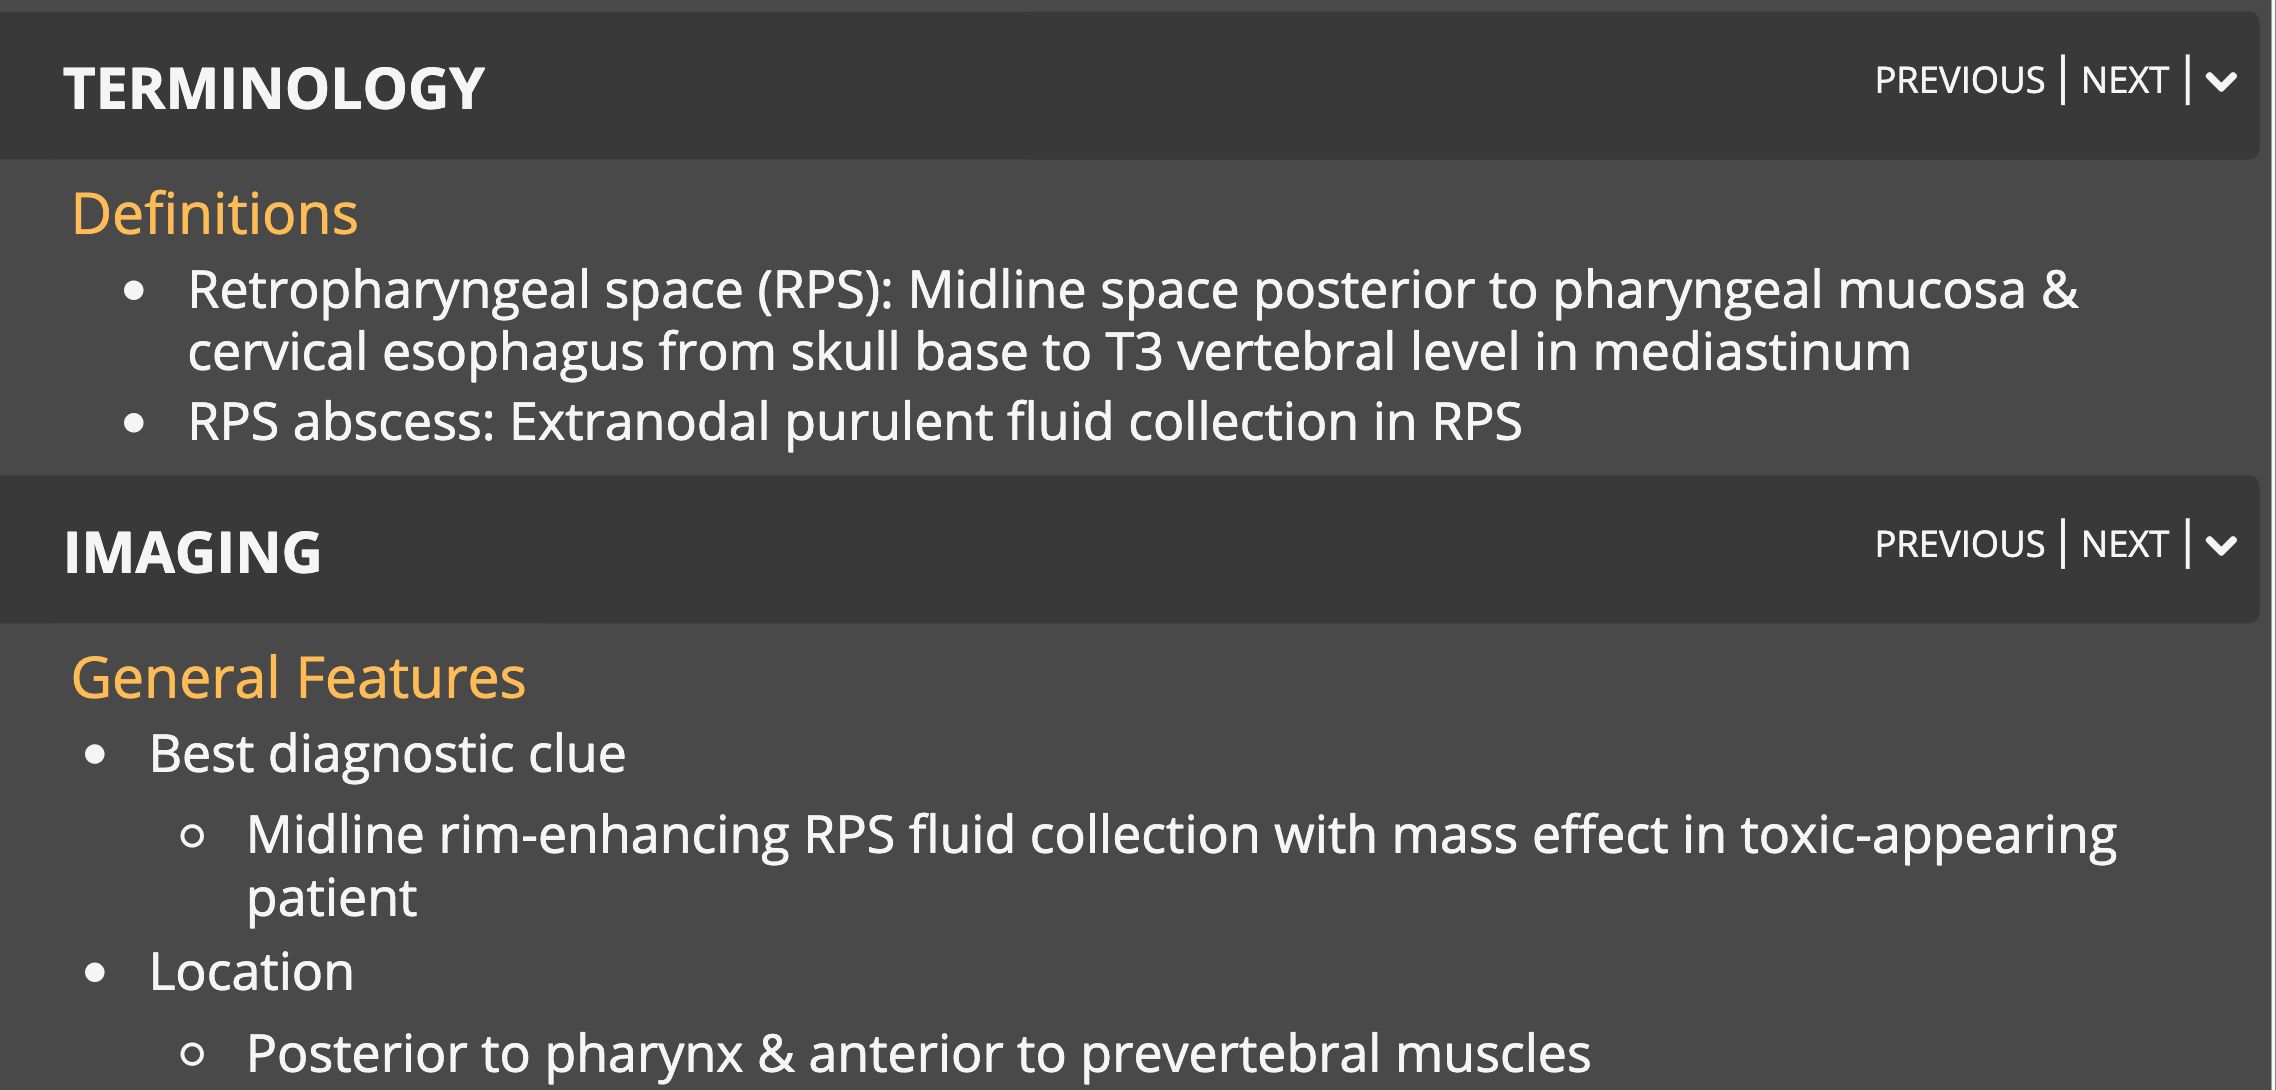 TERMINOLOGY
PREVIOUS | NEXT |
Definitions
• Retropharyngeal space (RPS): Midline space posterior to pharyngeal mucosa &
cervical esophagus from skull base to T3 vertebral level in mediastinum
• RPS abscess: Extranodal purulent fluid collection in RPS
IMAGING
PREVIOUS | NEXT |
General Features
• Best diagnostic clue
○ Midline rim-enhancing RPS fluid collection with mass effect in toxic-appearing
patient
• Location
○ Posterior to pharynx & anterior to prevertebral muscles